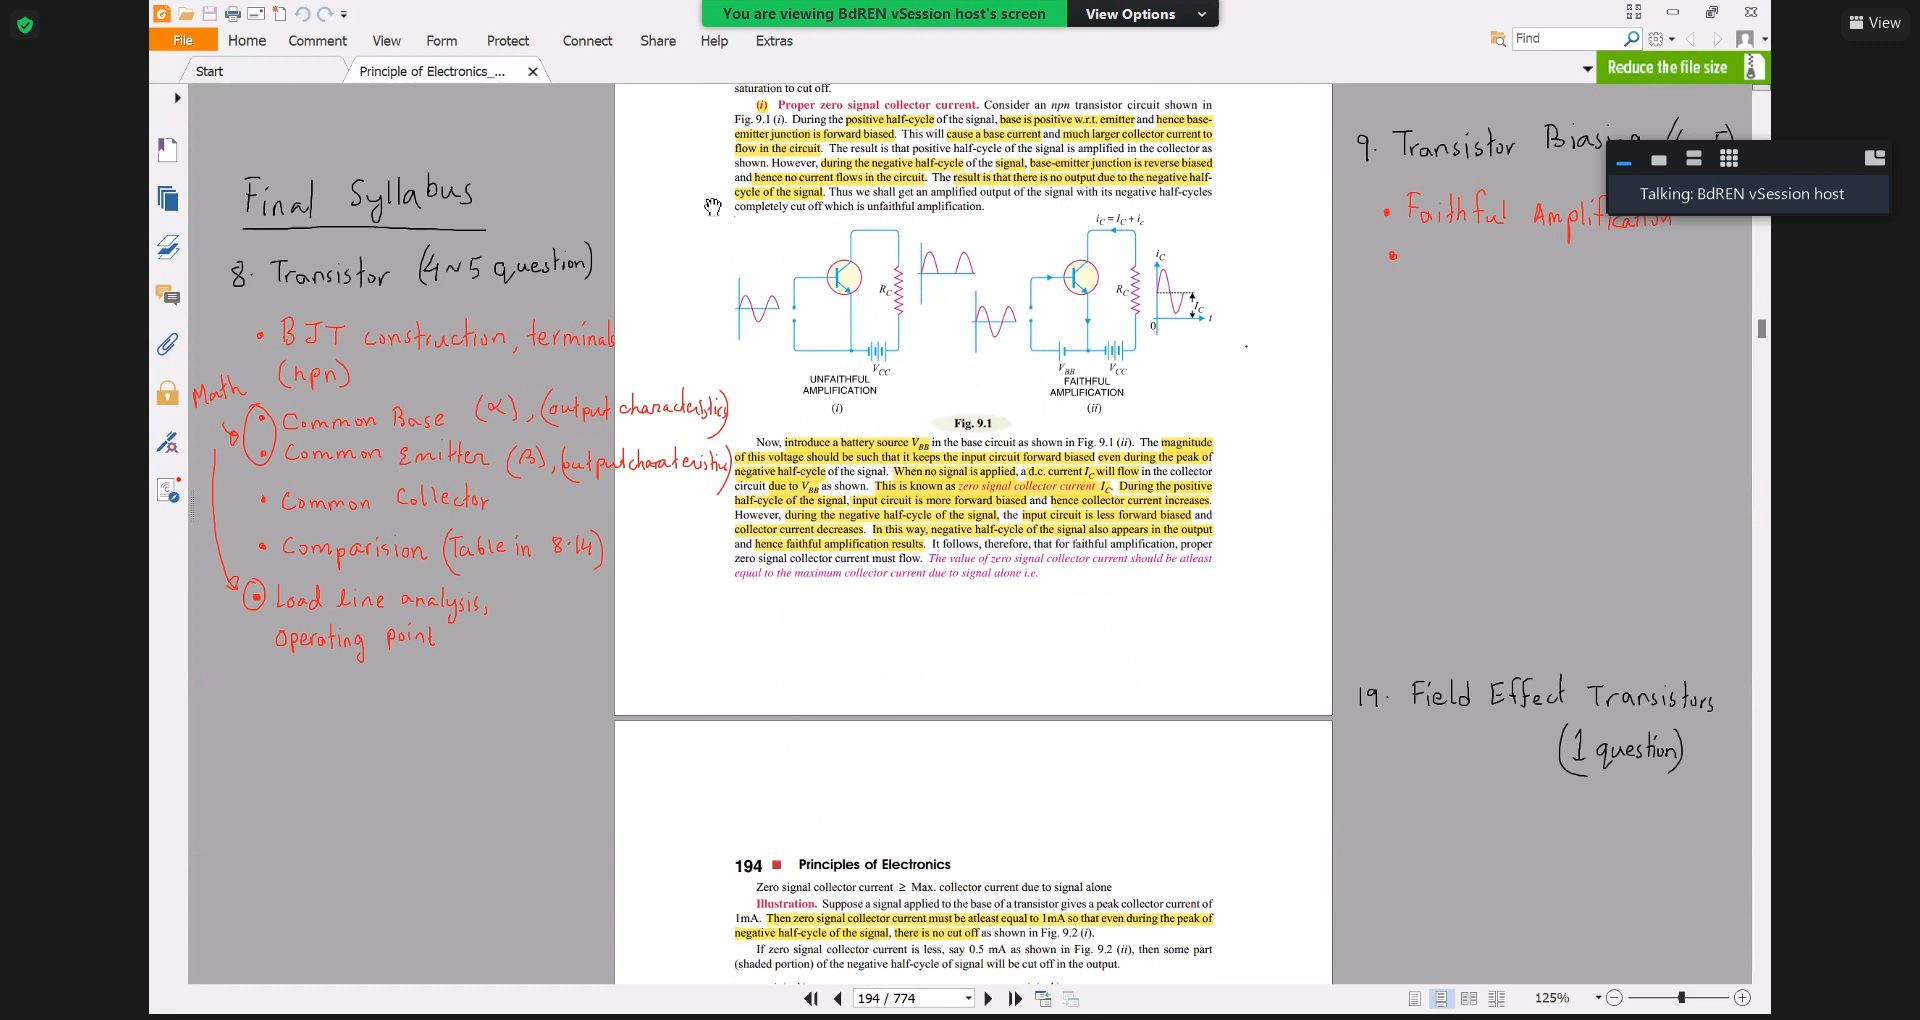 You are viewing BdREN vSession host's screen
View Options
View
File
Home
Comment
View
Form
Protect
Connect
Share
Help
Extras
Find
Start
Principle of Electronics_...
Reduce the file size
Talking: BdREN vSession host
Final Syllabus
8. Transistor (4~5 question)
• BJT construction, terminals
(npn)
Math
• Common Base (α), (output characteristics)
• Common Emitter (β), (output charateristics)
• Common Collector
• Comparision (Table in 8.14)
• Load line analysis,
operating point
saturation to cut off.
(i) Proper zero signal collector current. Consider an npn transistor circuit shown in
Fig. 9.1 (i). During the positive half-cycle of the signal, base is positive w.r.t. emitter and hence base-
emitter junction is forward biased. This will cause a base current and much larger collector current to
flow in the circuit. The result is that positive half-cycle of the signal is amplified in the collector as
shown. However, during the negative half-cycle of the signal, base-emitter junction is reverse biased
and hence no current flows in the circuit. The result is that there is no output due to the negative half-
cycle of the signal. Thus we shall get an amplified output of the signal with its negative half-cycles
completely cut off which is unfaithful amplification.
R_C
V_CC
UNFAITHFUL
AMPLIFICATION
(i)
i_C = I_C + i_c
R_C
i_C
I_C
0
t
V_BB
V_CC
FAITHFUL
AMPLIFICATION
(ii)
Fig. 9.1
Now, introduce a battery source V_BB in the base circuit as shown in Fig. 9.1 (ii). The magnitude
of this voltage should be such that it keeps the input circuit forward biased even during the peak of
negative half-cycle of the signal. When no signal is applied, a d.c. current I_C will flow in the collector
circuit due to V_BB as shown. This is known as zero signal collector current I_C. During the positive
half-cycle of the signal, input circuit is more forward biased and hence collector current increases.
However, during the negative half-cycle of the signal, the input circuit is less forward biased and
collector current decreases. In this way, negative half-cycle of the signal also appears in the output
and hence faithful amplification results. It follows, therefore, that for faithful amplification, proper
zero signal collector current must flow. The value of zero signal collector current should be atleast
equal to the maximum collector current due to signal alone i.e.
194 ■ Principles of Electronics
Zero signal collector current ≥ Max. collector current due to signal alone
Illustration. Suppose a signal applied to the base of a transistor gives a peak collector current of
1mA. Then zero signal collector current must be atleast equal to 1mA so that even during the peak of
negative half-cycle of the signal, there is no cut off as shown in Fig. 9.2 (i).
If zero signal collector current is less, say 0.5 mA as shown in Fig. 9.2 (ii), then some part
(shaded portion) of the negative half-cycle of signal will be cut off in the output.
9. Transistor Biasing
• Faithful Amplification
19. Field Effect Transistors
(1 question)
194 / 774
125%